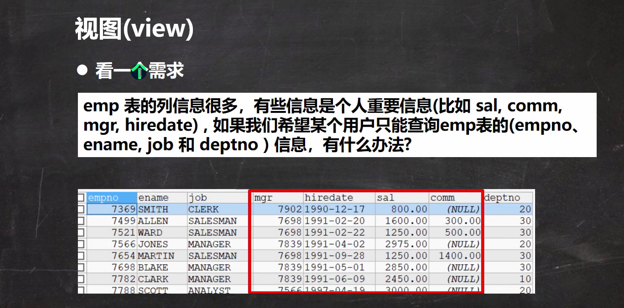 视图(view)
● 看一个需求
emp 表的列信息很多，有些信息是个人重要信息(比如 sal, comm,
mgr, hiredate) , 如果我们希望某个用户只能查询emp表的(empno、
ename, job 和 deptno ) 信息，有什么办法?
empno ename job mgr hiredate sal comm deptno
7369 SMITH CLERK 7902 1990-12-17 800.00 (NULL) 20
7499 ALLEN SALESMAN 7698 1991-02-20 1600.00 300.00 30
7521 WARD SALESMAN 7698 1991-02-22 1250.00 500.00 30
7566 JONES MANAGER 7839 1991-04-02 2975.00 (NULL) 20
7654 MARTIN SALESMAN 7698 1991-09-28 1250.00 1400.00 30
7698 BLAKE MANAGER 7839 1991-05-01 2850.00 (NULL) 30
7782 CLARK MANAGER 7839 1991-06-09 2450.00 (NULL) 10
7788 SCOTT ANALYST 7566 1997-04-19 3000.00 (NULL) 20